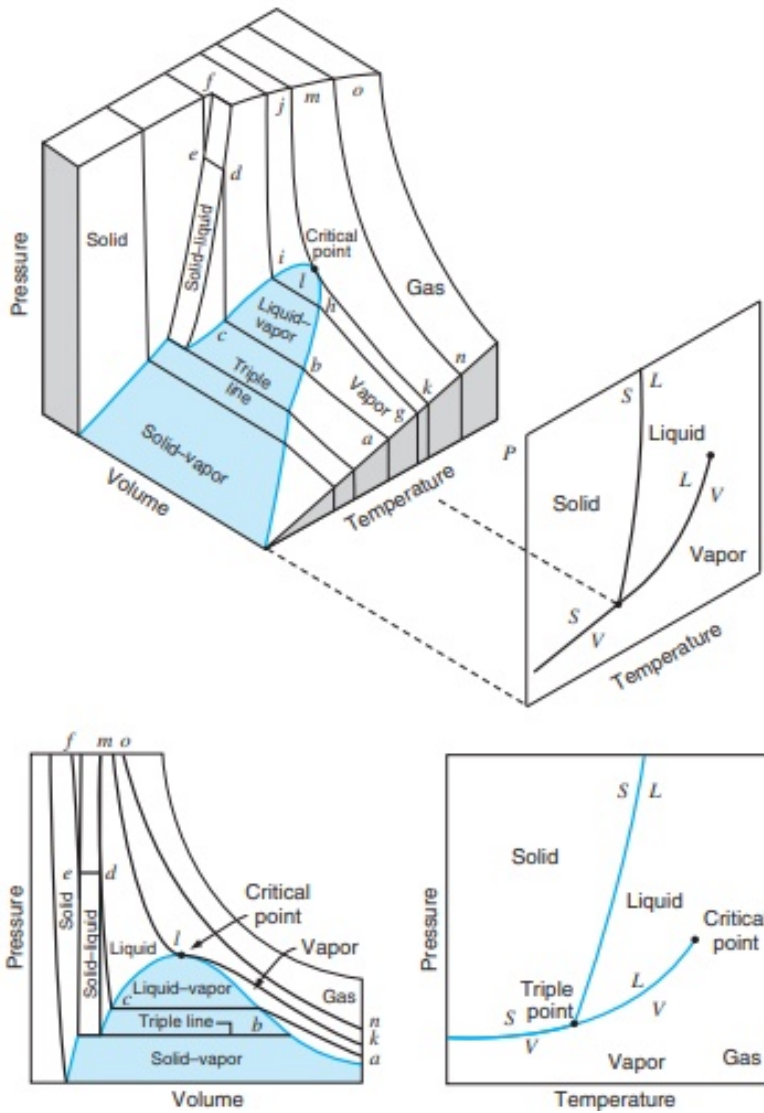 f
j
m
o
e
d
Solid
Solid–liquid
Pressure
Critical
point
i
l
h
Gas
Liquid–
vapor
c
b
Triple
line
Vapor
n
k
g
a
Solid–vapor
Volume
Temperature
P
S
L
Liquid
Solid
L
V
Vapor
S
V
Temperature
f
m
o
e
d
Solid
Solid–liquid
Pressure
Critical
point
l
Liquid
Vapor
Liquid–vapor
c
Gas
Triple line
b
n
k
a
Solid–vapor
Volume
S
L
Solid
Liquid
Critical
point
Pressure
Triple
point
L
V
S
V
Vapor
Gas
Temperature